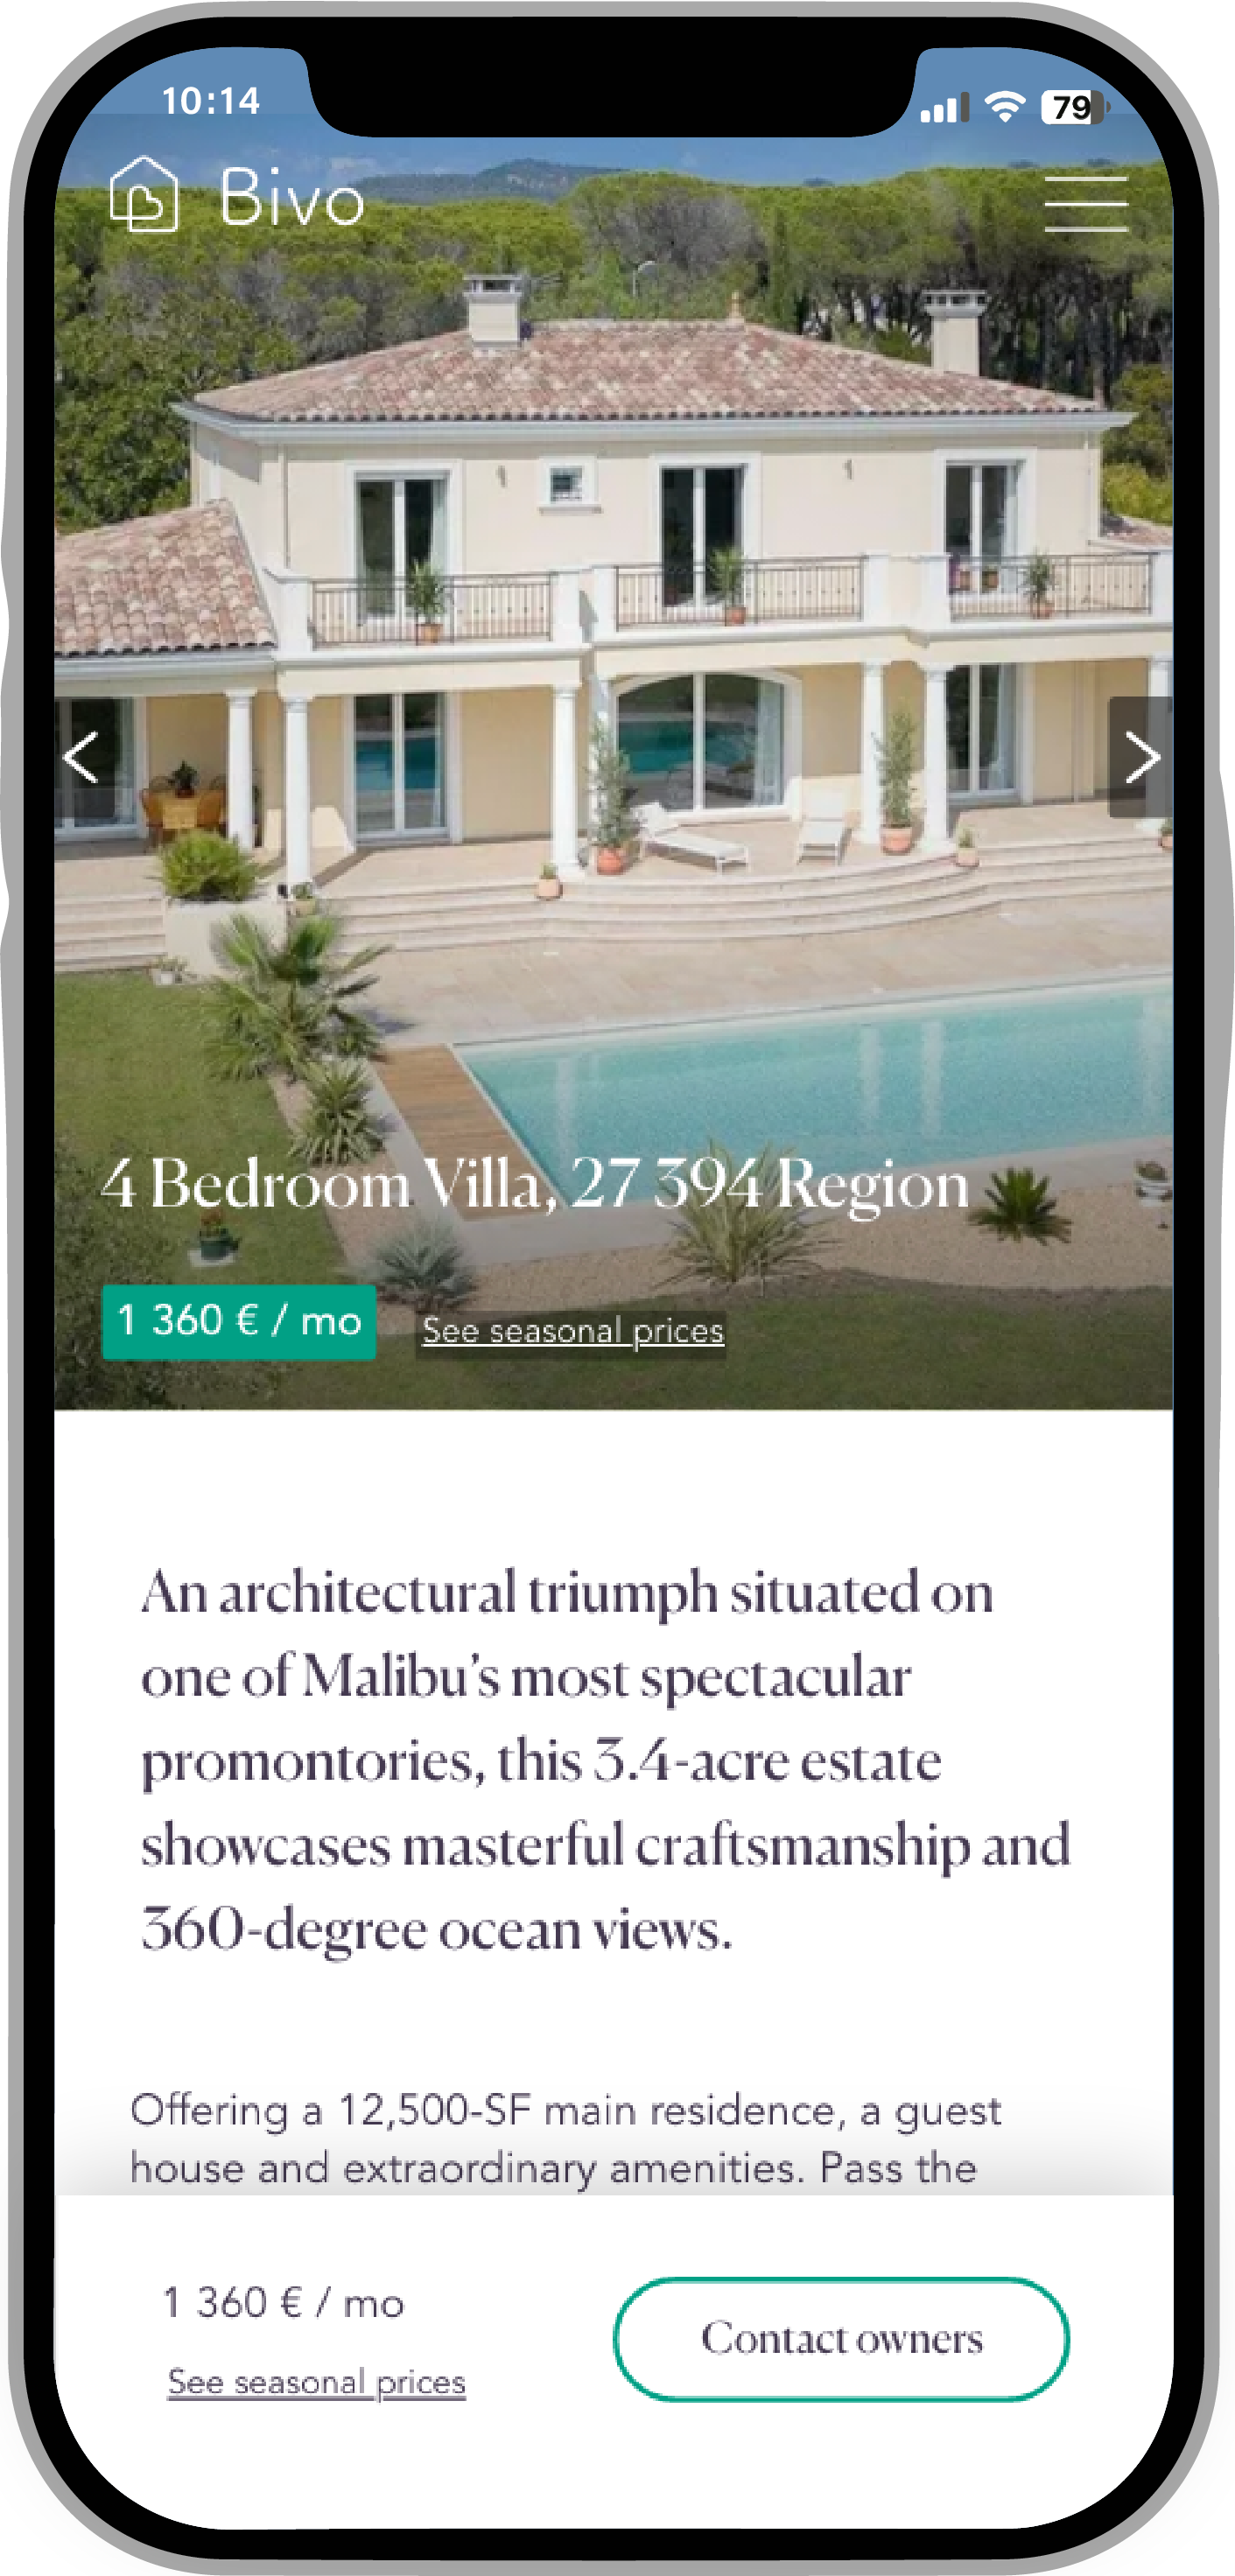 10:14
79
Bivo
4 Bedroom Villa, 27 394 Region
1 360 € / mo
See seasonal prices
An architectural triumph situated on
one of Malibu’s most spectacular
promontories, this 3.4-acre estate
showcases masterful craftsmanship and
360-degree ocean views.
Offering a 12,500-SF main residence, a guest
house and extraordinary amenities. Pass the
1 360 € / mo
See seasonal prices
Contact owners